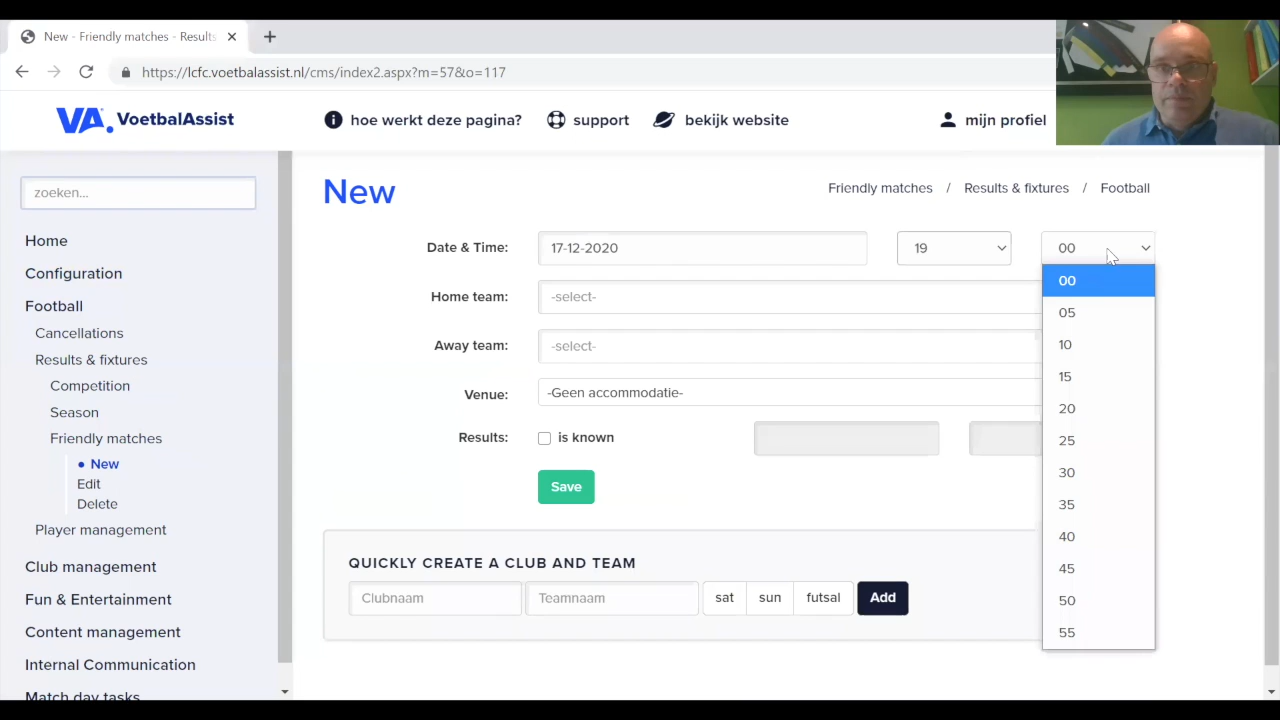 New - Friendly matches - Results
https://lcfc.voetbalassist.nl/cms/index2.aspx?m=57&o=117
VA. VoetbalAssist
hoe werkt deze pagina?
support
bekijk website
mijn profiel
zoeken...
Home
Configuration
Football
Cancellations
Results & fixtures
Competition
Season
Friendly matches
New
Edit
Delete
Player management
Club management
Fun & Entertainment
Content management
Internal Communication
Match day tasks
New
Friendly matches / Results & fixtures / Football
Date & Time: 17-12-2020 19 00
Home team: -select-
Away team: -select-
Venue: -Geen accommodatie-
Results: is known
Save
00
05
10
15
20
25
30
35
40
45
50
55
QUICKLY CREATE A CLUB AND TEAM
Clubnaam Teamnaam sat sun futsal Add